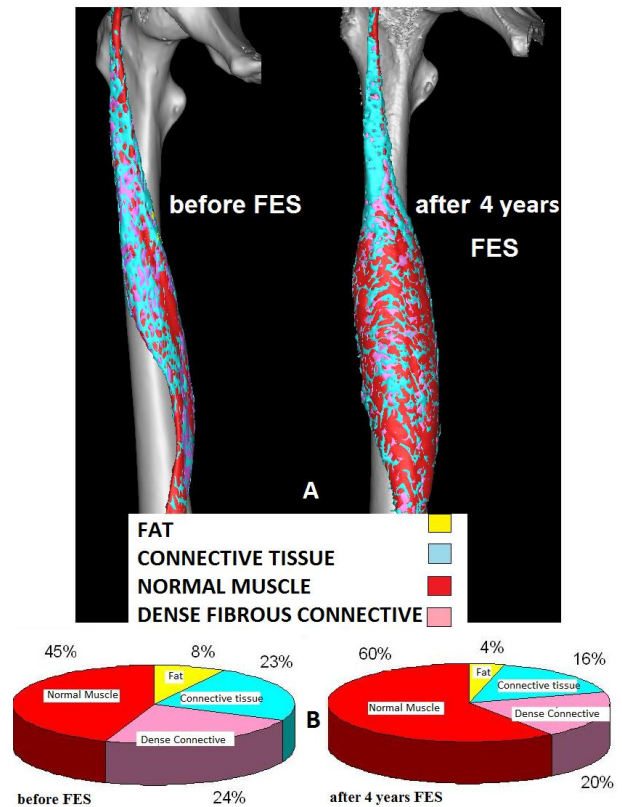 before FES
after 4 years
FES
A
FAT
CONNECTIVE TISSUE
NORMAL MUSCLE
DENSE FIBROUS CONNECTIVE
45%
8%
23%
Fat
Normal Muscle
Connective tissue
Dense Connective
24%
before FES
B
60%
4%
16%
Fat
Connective tissue
Normal Muscle
Dense Connective
20%
after 4 years FES